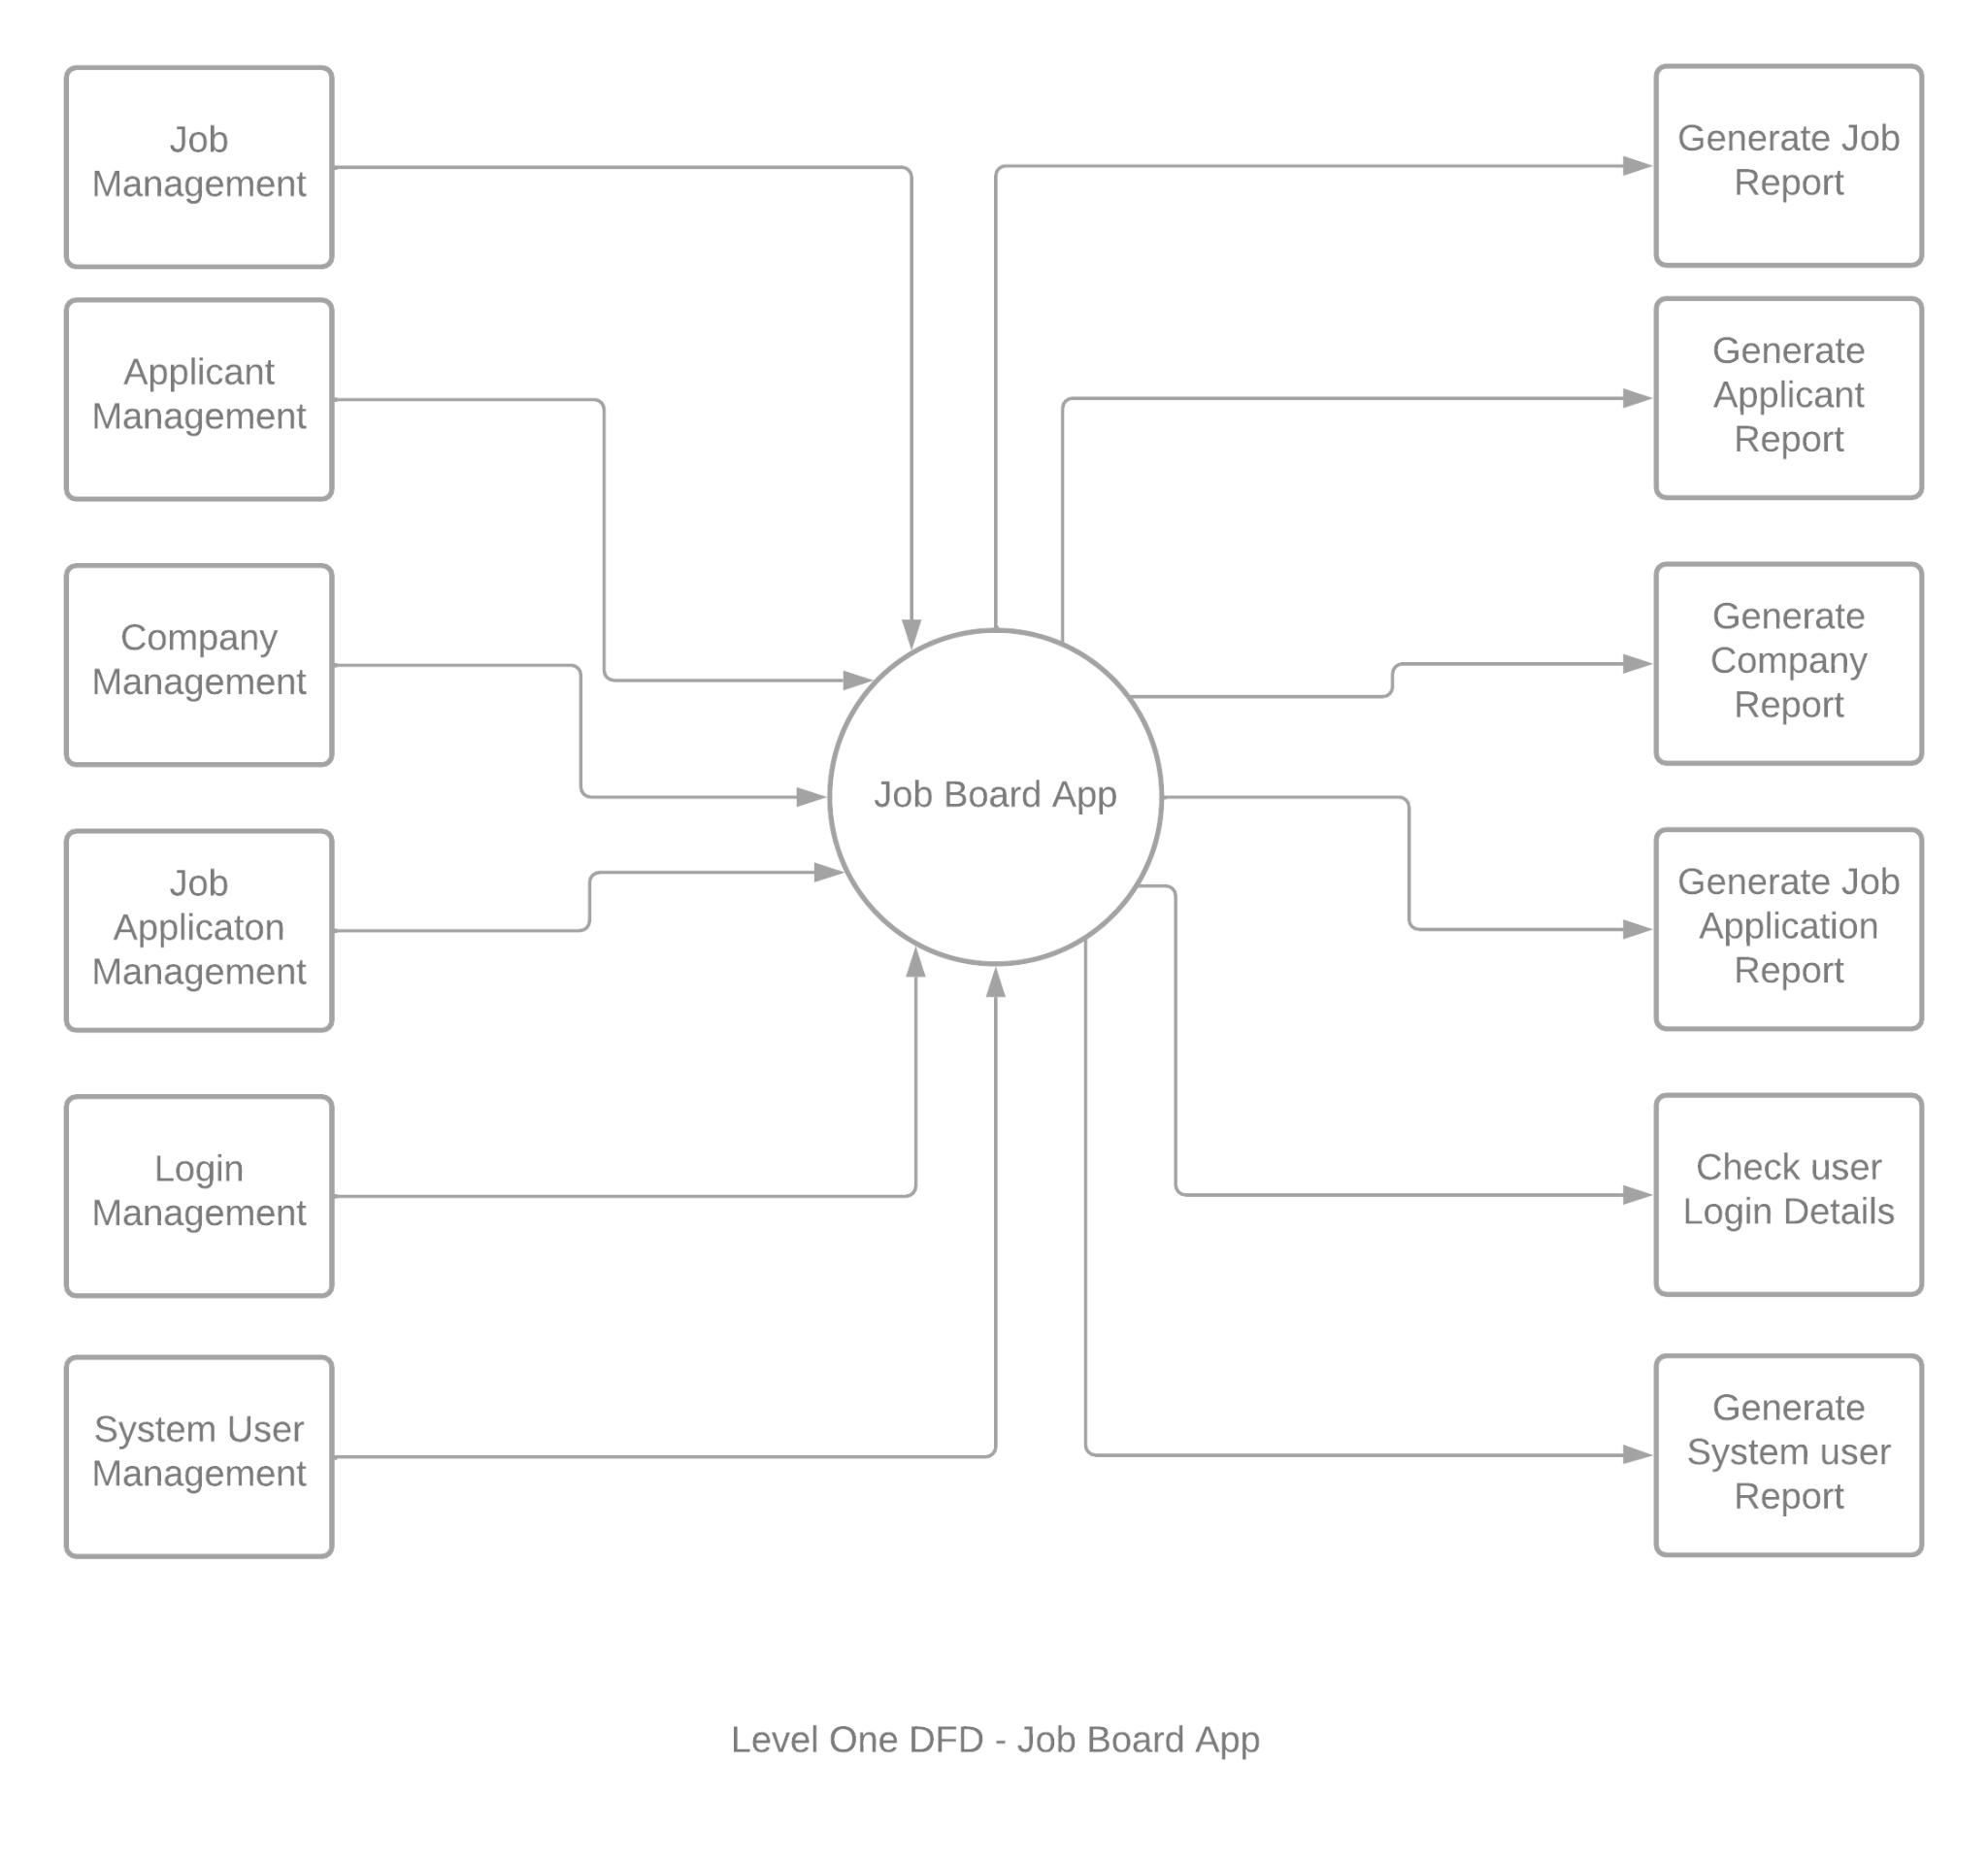 Job
Management
Applicant
Management
Company
Management
Job
Applicaton
Management
Login
Management
System User
Management
Job Board App
Generate Job
Report
Generate
Applicant
Report
Generate
Company
Report
Generate Job
Application
Report
Check user
Login Details
Generate
System user
Report
Level One DFD - Job Board App